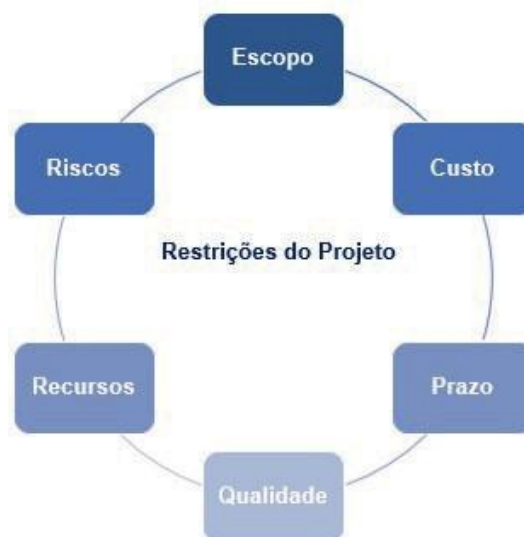 Escopo
Riscos
Custo
Restrições do Projeto
Recursos
Prazo
Qualidade